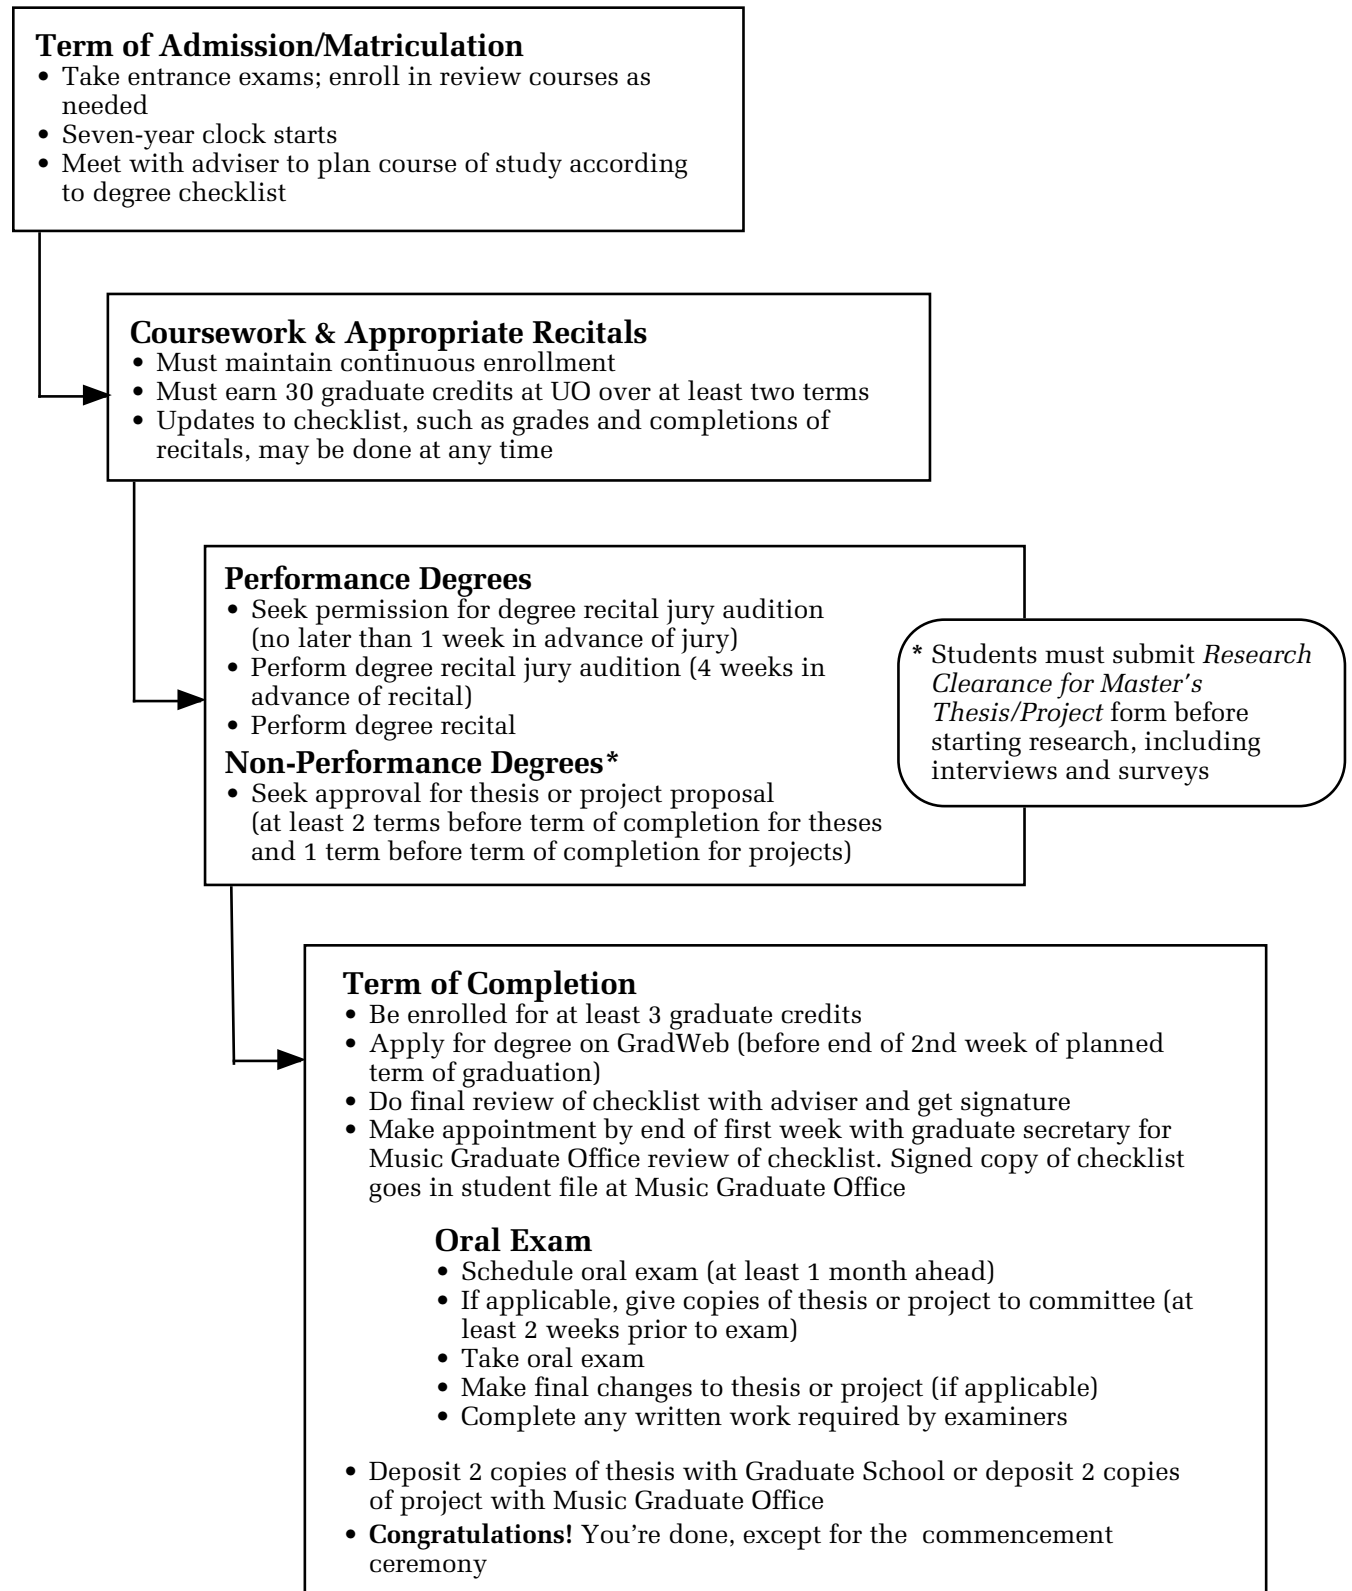 Term of Admission/Matriculation
• Take entrance exams; enroll in review courses as
needed
• Seven-year clock starts
• Meet with adviser to plan course of study according
to degree checklist
Coursework & Appropriate Recitals
• Must maintain continuous enrollment
• Must earn 30 graduate credits at UO over at least two terms
• Updates to checklist, such as grades and completions of
recitals, may be done at any time
Performance Degrees
• Seek permission for degree recital jury audition
(no later than 1 week in advance of jury)
• Perform degree recital jury audition (4 weeks in
advance of recital)
• Perform degree recital
Non-Performance Degrees*
• Seek approval for thesis or project proposal
(at least 2 terms before term of completion for theses
and 1 term before term of completion for projects)
* Students must submit Research
Clearance for Master's
Thesis/Project form before
starting research, including
interviews and surveys
Term of Completion
• Be enrolled for at least 3 graduate credits
• Apply for degree on GradWeb (before end of 2nd week of planned
term of graduation)
• Do final review of checklist with adviser and get signature
• Make appointment by end of first week with graduate secretary for
Music Graduate Office review of checklist. Signed copy of checklist
goes in student file at Music Graduate Office
Oral Exam
• Schedule oral exam (at least 1 month ahead)
• If applicable, give copies of thesis or project to committee (at
least 2 weeks prior to exam)
• Take oral exam
• Make final changes to thesis or project (if applicable)
• Complete any written work required by examiners
• Deposit 2 copies of thesis with Graduate School or deposit 2 copies
of project with Music Graduate Office
• Congratulations! You're done, except for the commencement
ceremony